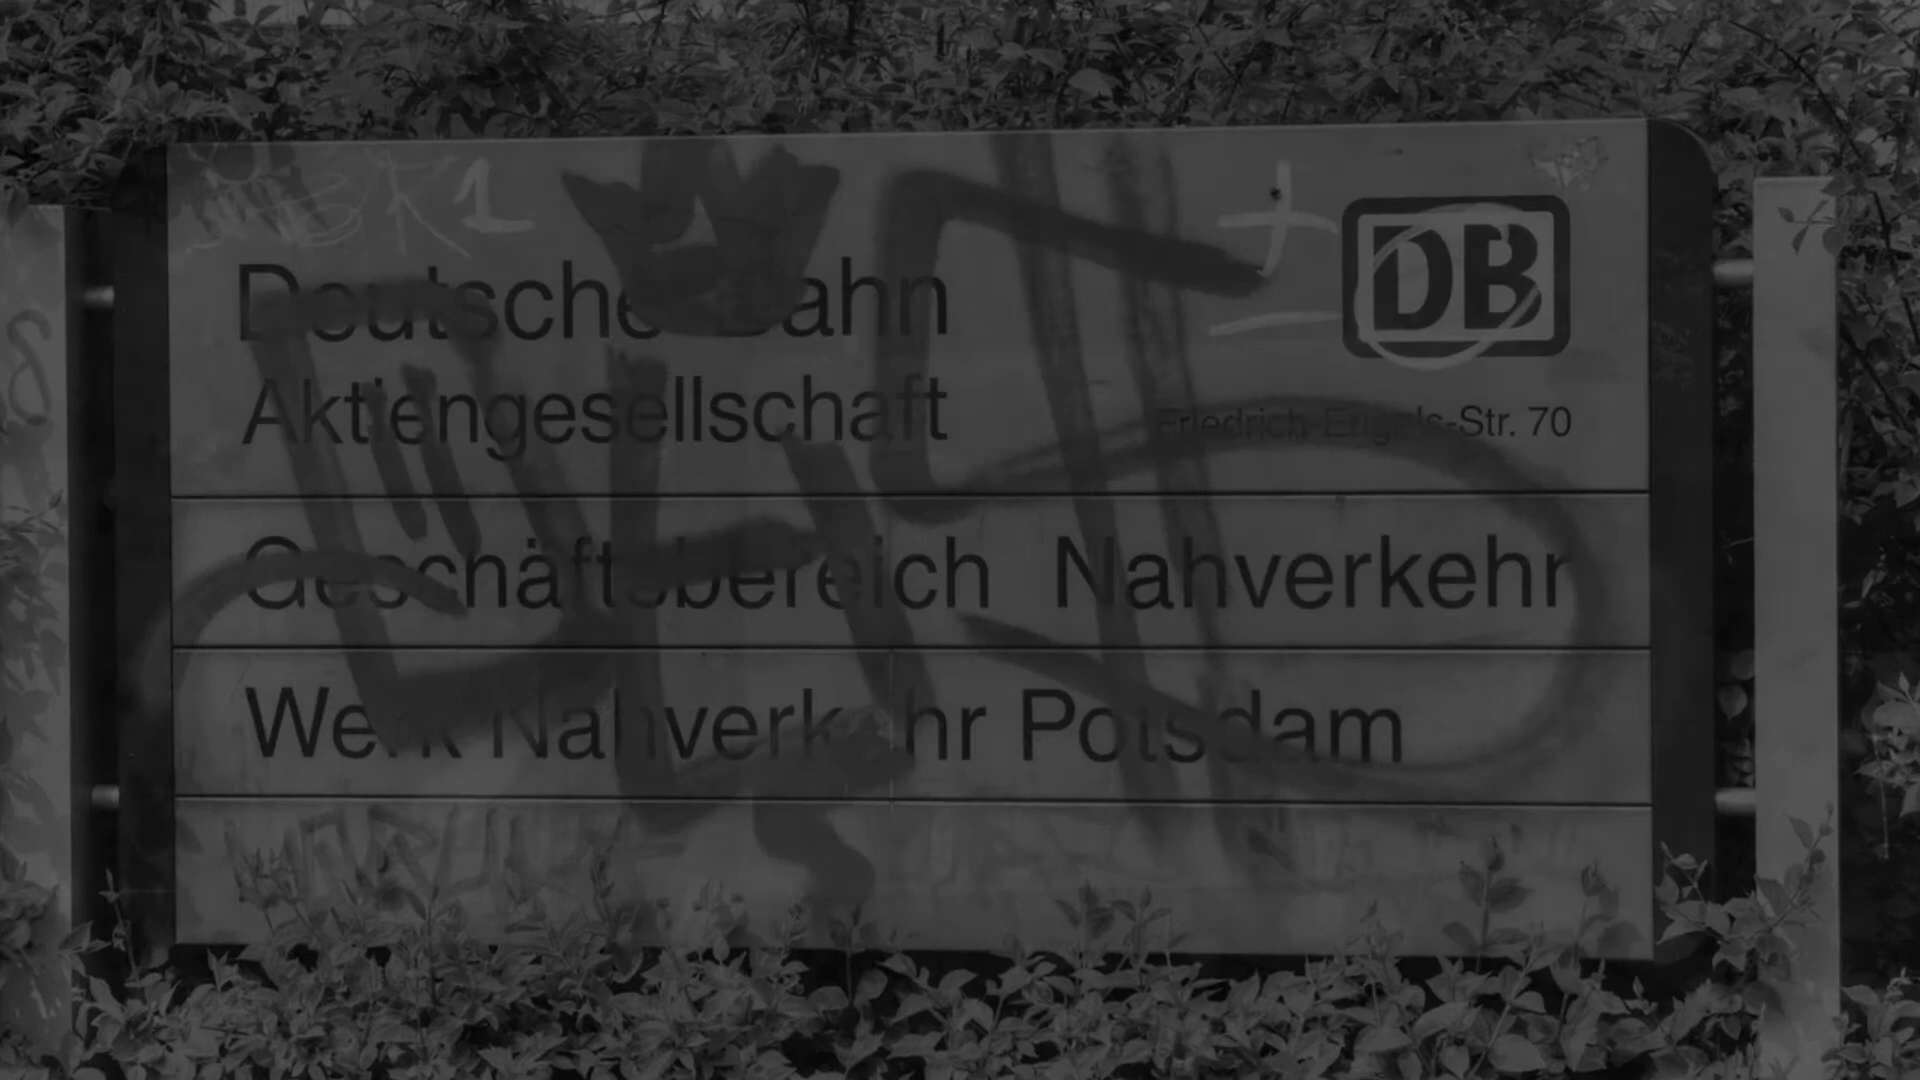 Deutsche Bahn
Aktiengesellschaft
DB
Friedrich-Engels-Str. 70
Geschäftsbereich Nahverkehr
Werk Nahverkehr Potsdam